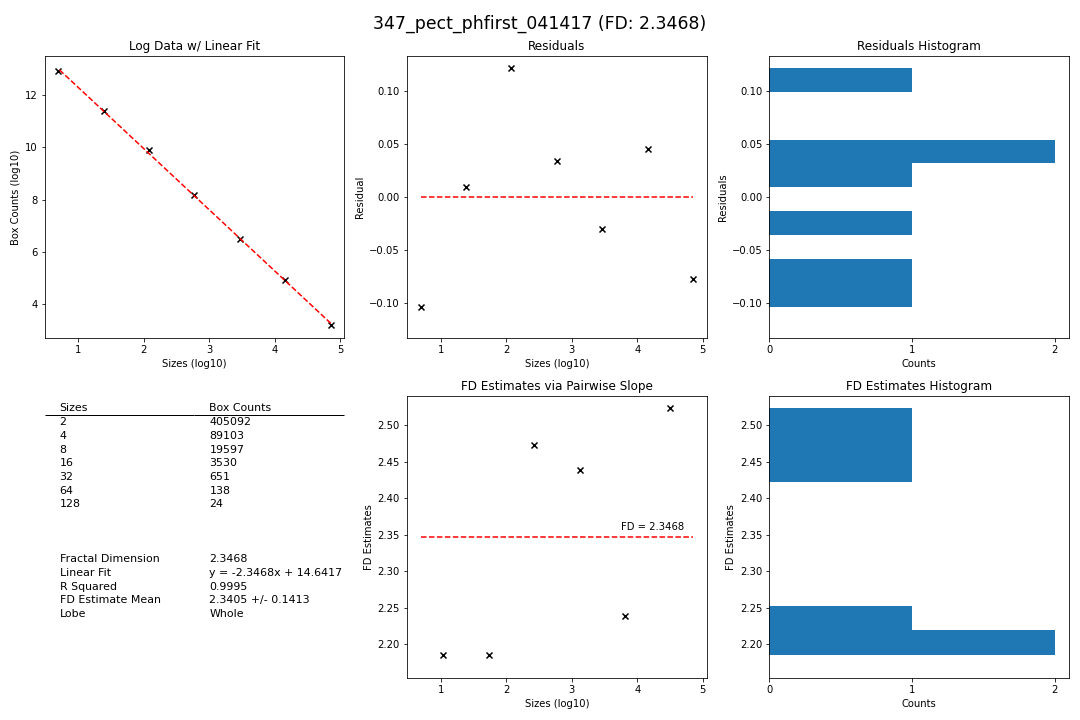 347_pect_phfirst_041417 (FD: 2.3468)
Log Data w/ Linear Fit
Box Counts (log10)
12
10
8
6
4
1 2 3 4 5
Sizes (log10)
Residuals
Residual
0.10
0.05
0.00
−0.05
−0.10
1 2 3 4 5
Sizes (log10)
Residuals Histogram
Residuals
0.10
0.05
0.00
−0.05
−0.10
0 1 2
Counts
Sizes Box Counts
2 405092
4 89103
8 19597
16 3530
32 651
64 138
128 24
Fractal Dimension 2.3468
Linear Fit y = -2.3468x + 14.6417
R Squared 0.9995
FD Estimate Mean 2.3405 +/- 0.1413
Lobe Whole
FD Estimates via Pairwise Slope
FD Estimates
2.50
2.45
2.40
2.35
2.30
2.25
2.20
FD = 2.3468
1 2 3 4 5
Sizes (log10)
FD Estimates Histogram
FD Estimates
2.50
2.45
2.40
2.35
2.30
2.25
2.20
0 1 2
Counts